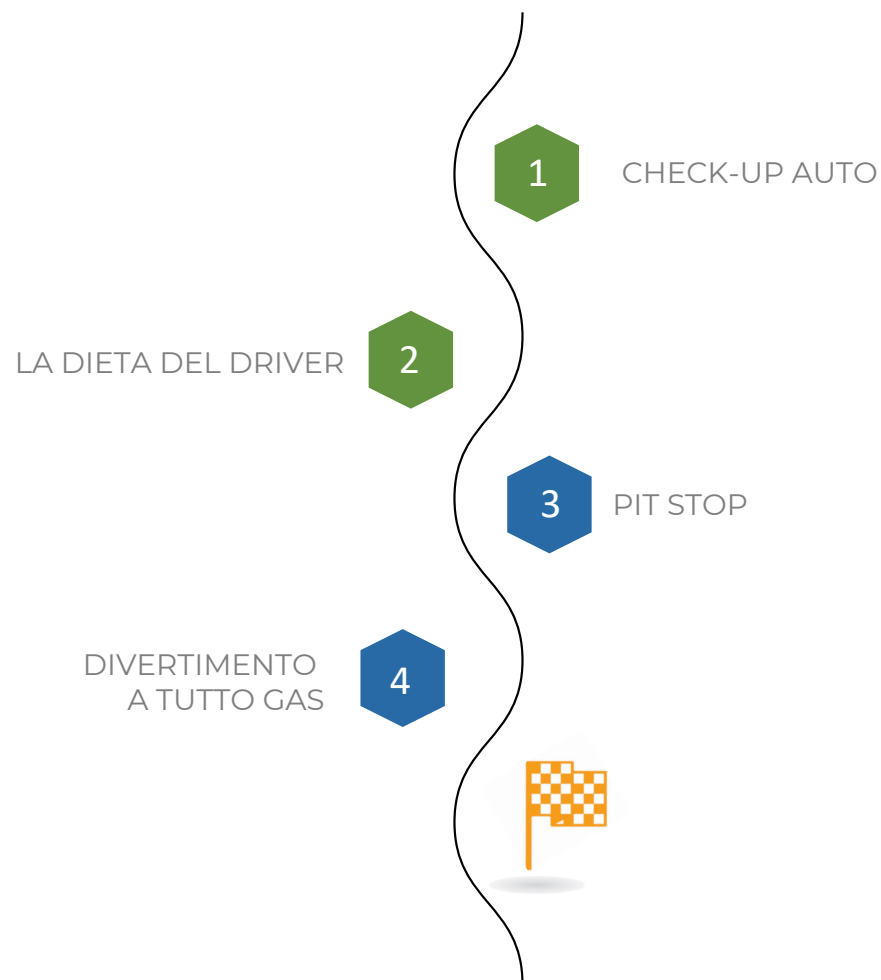 1
CHECK-UP AUTO
2
LA DIETA DEL DRIVER
3
PIT STOP
4
DIVERTIMENTO
A TUTTO GAS